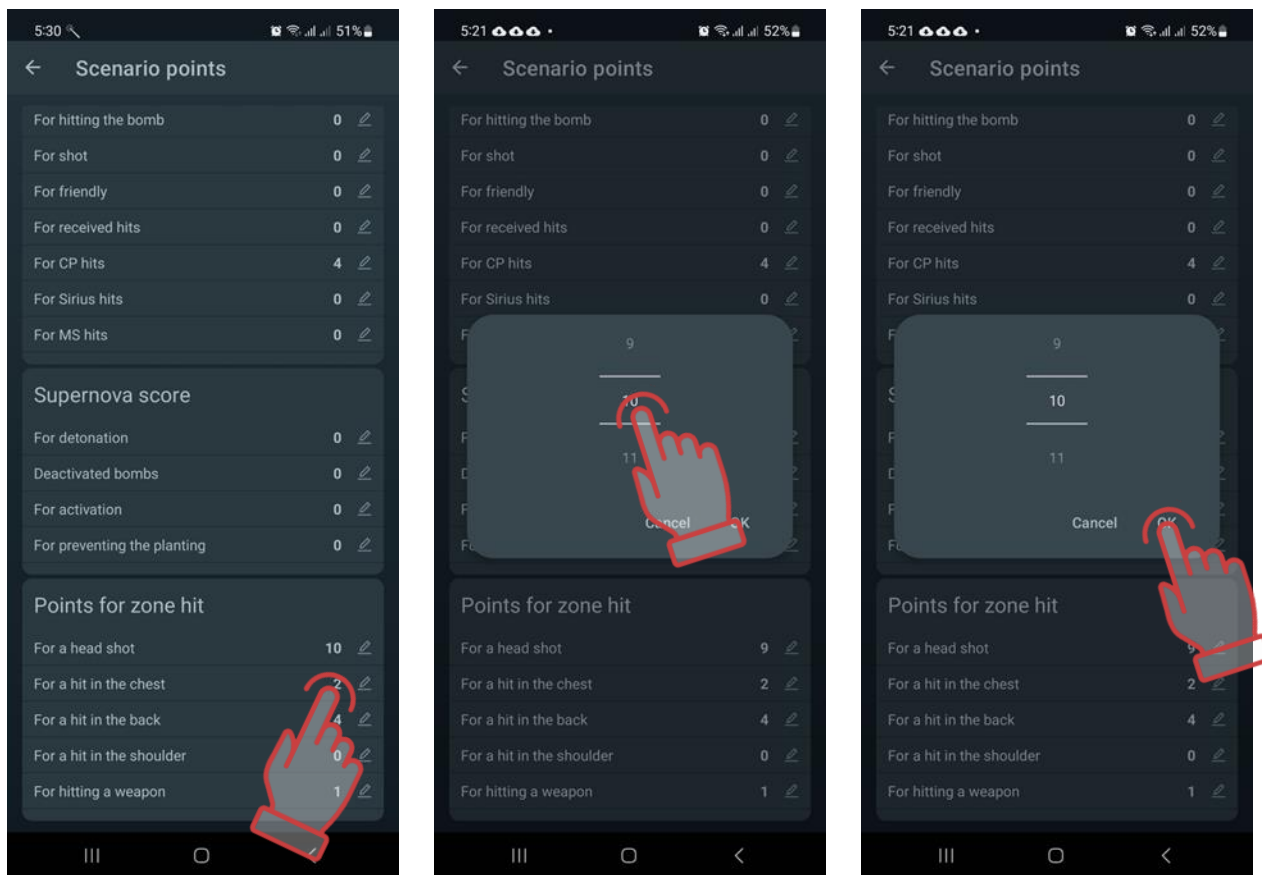 5:30 51%
Scenario points
For hitting the bomb 0
For shot 0
For friendly 0
For received hits 0
For CP hits 4
For Sirius hits 0
For MS hits 0
Supernova score
For detonation 0
Deactivated bombs 0
For activation 0
For preventing the planting 0
Points for zone hit
For a head shot 10
For a hit in the chest 2
For a hit in the back 4
For a hit in the shoulder 0
For hitting a weapon 1
5:21 52%
Scenario points
For hitting the bomb 0
For shot 0
For friendly 0
For received hits 0
For CP hits 4
For Sirius hits 0
F
9
S
10
F
11
D
F
Cancel OK
Fo
Points for zone hit
For a head shot 9
For a hit in the chest 2
For a hit in the back 4
For a hit in the shoulder 0
For hitting a weapon 1
5:21 52%
Scenario points
For hitting the bomb 0
For shot 0
For friendly 0
For received hits 0
For CP hits 4
For Sirius hits 0
F
9
S
10
F
11
D
F
Cancel OK
Fo
Points for zone hit
For a head shot 9
For a hit in the chest 2
For a hit in the back 4
For a hit in the shoulder 0
For hitting a weapon 1